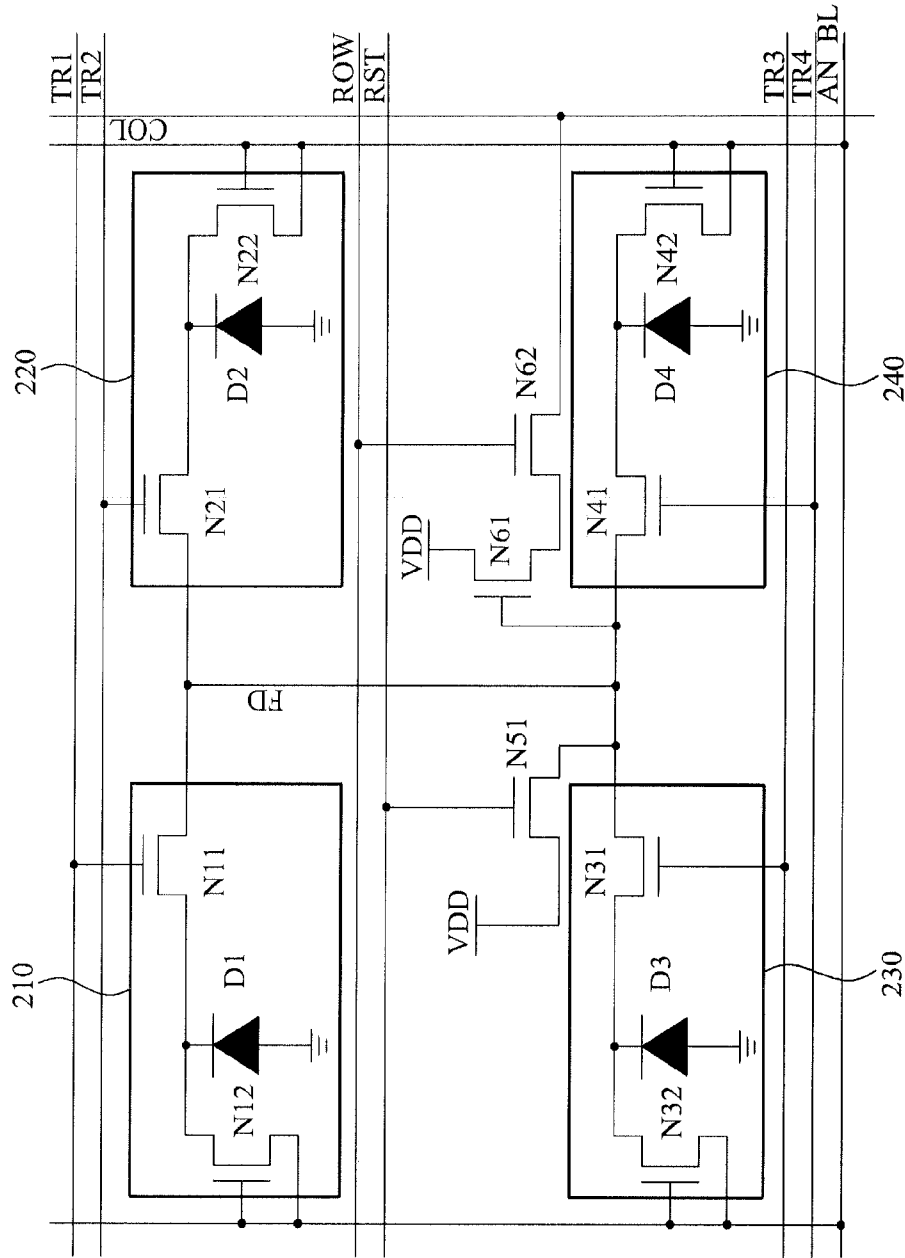 TR1
TR2
ROW
RST
TR3
TR4
AN_BL
COL
220
N21
D2
N22
FD
VDD
N61
N62
N41
D4
N42
240
210
N11
D1
N12
VDD
N51
N31
D3
N32
230